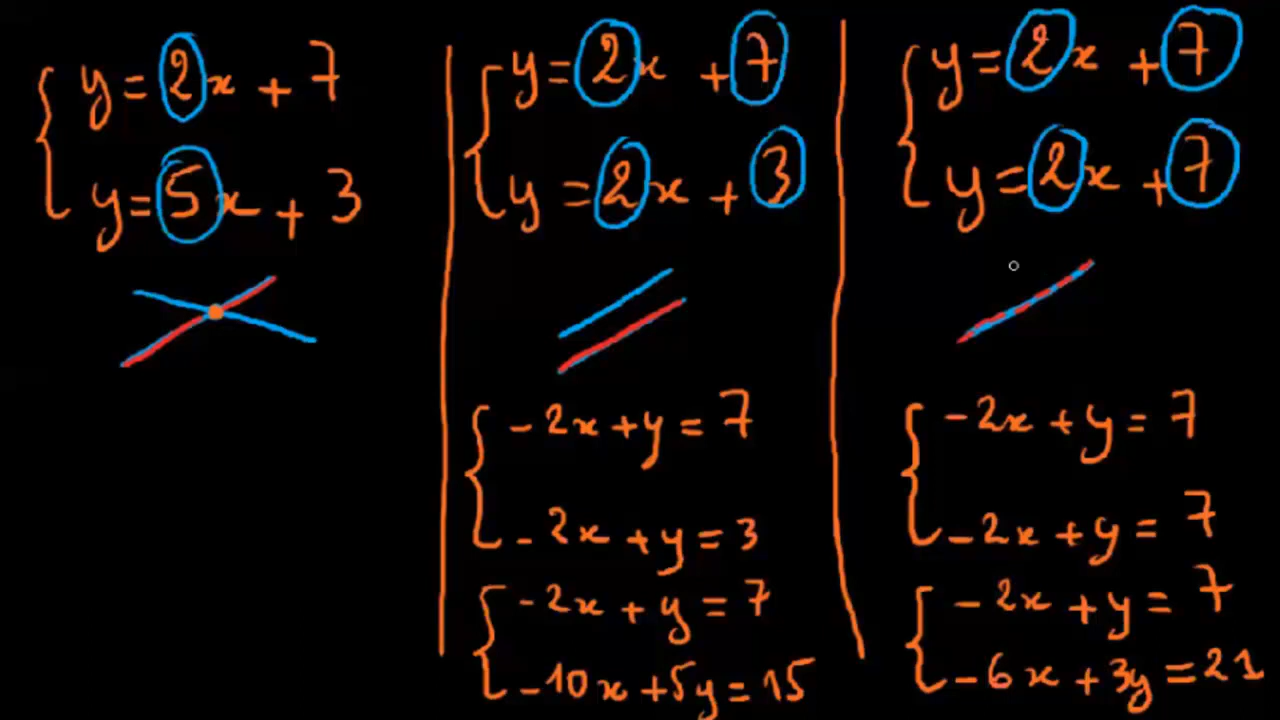 y = 2x + 7
y = 5x + 3
y = 2x + 7
y = 2x + 3
-2x + y = 7
-2x + y = 3
-2x + y = 7
-10x + 5y = 15
y = 2x + 7
y = 2x + 7
-2x + y = 7
-2x + y = 7
-2x + y = 7
-6x + 3y = 21